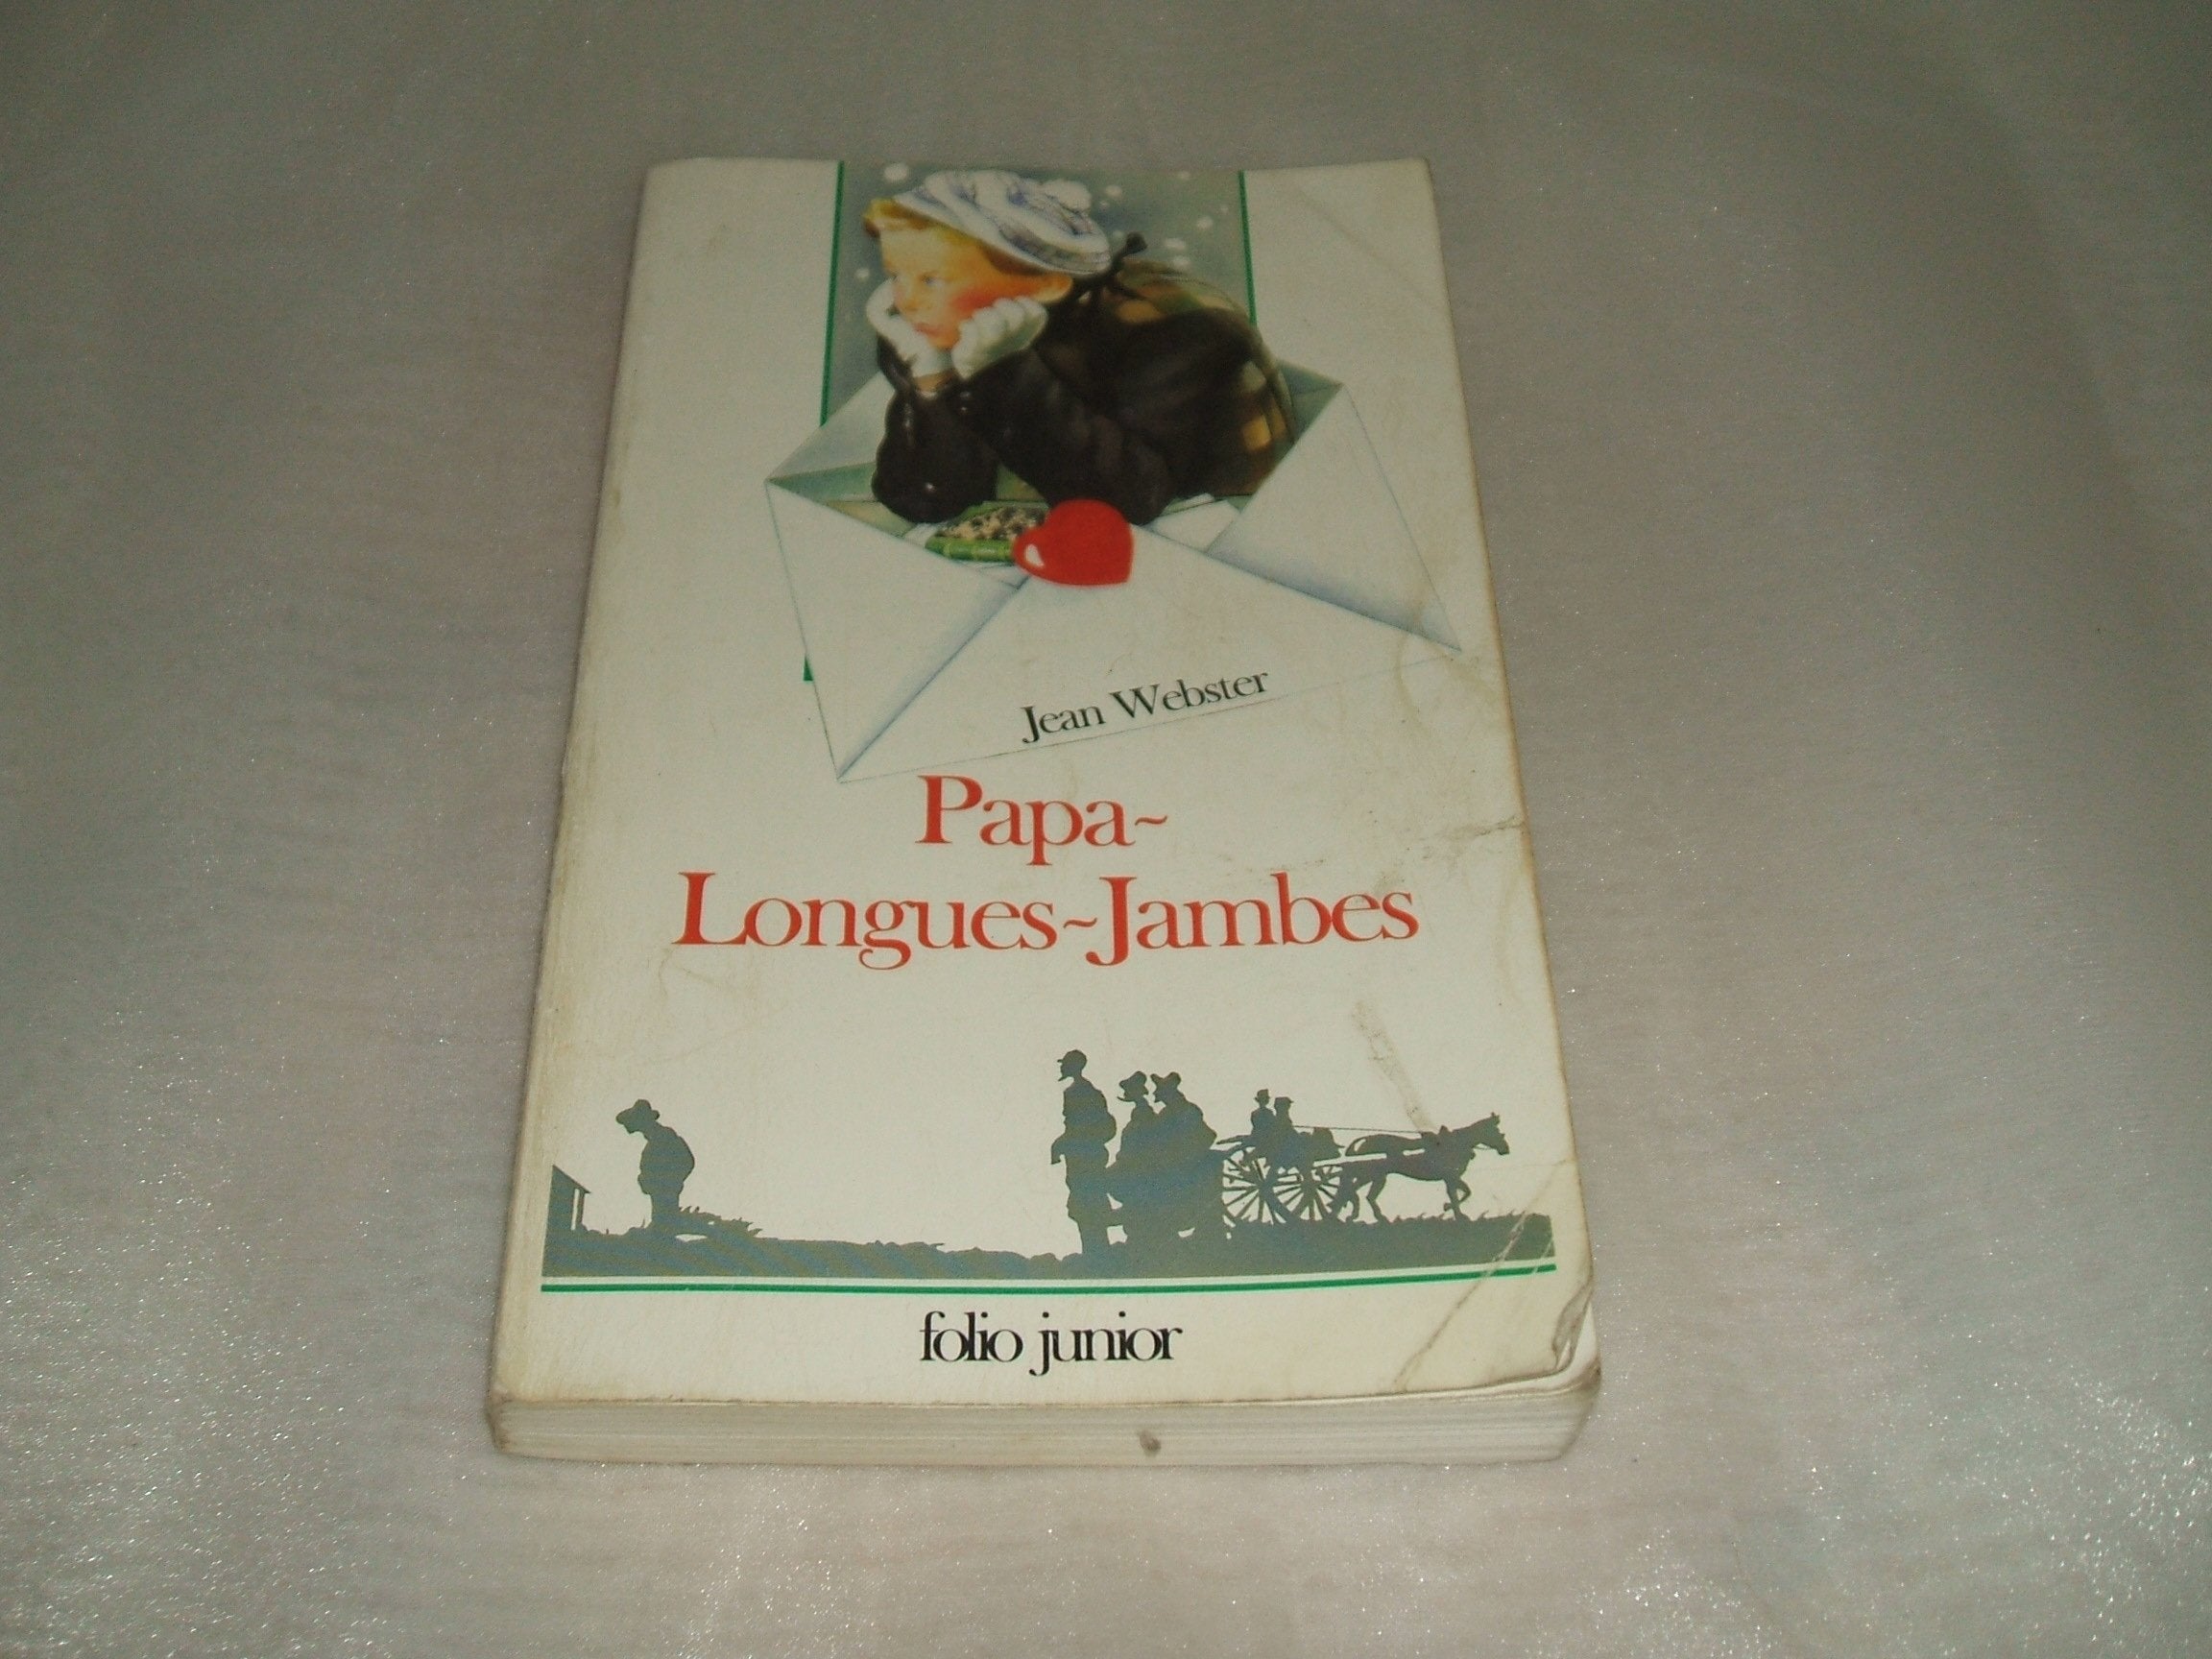 Jean Webster
Papa~
Longues~Jambes
folio junior